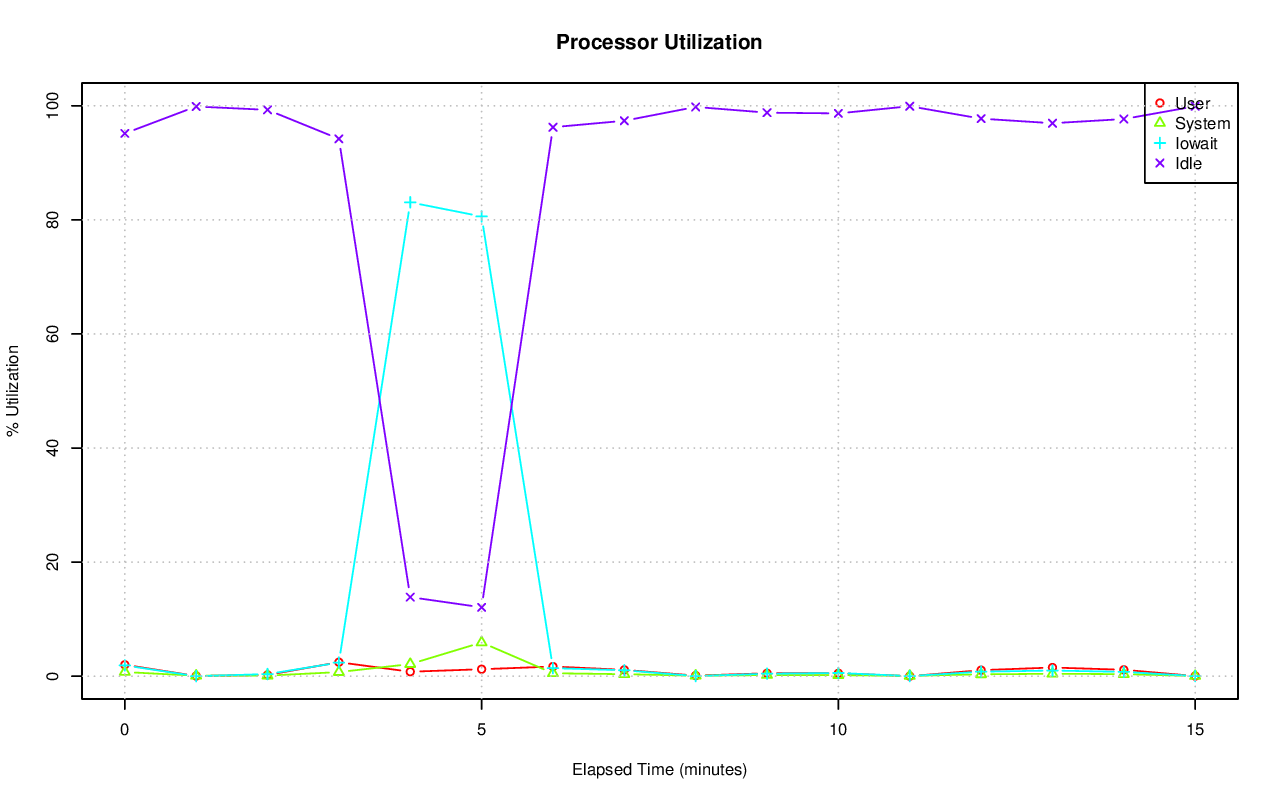 Processor Utilization
% Utilization
100
80
60
40
20
0
User
System
Iowait
Idle
0 5 10 15
Elapsed Time (minutes)